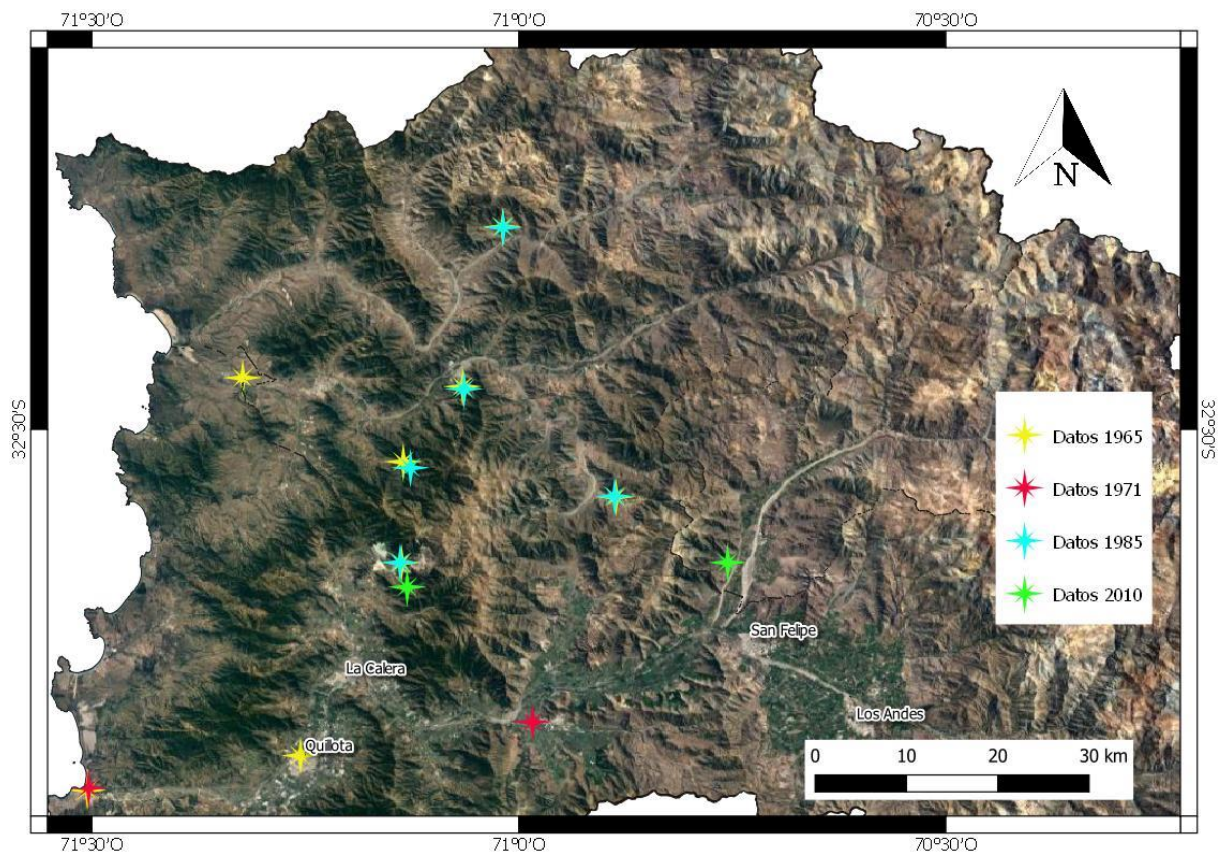 71°30'O 71°0'O 70°30'O
N
32°30'S 32°30'S
Datos 1965
Datos 1971
Datos 1985
Datos 2010
San Felipe
La Calera
Los Andes
Quillota
0 10 20 30 km
71°30'O 71°0'O 70°30'O